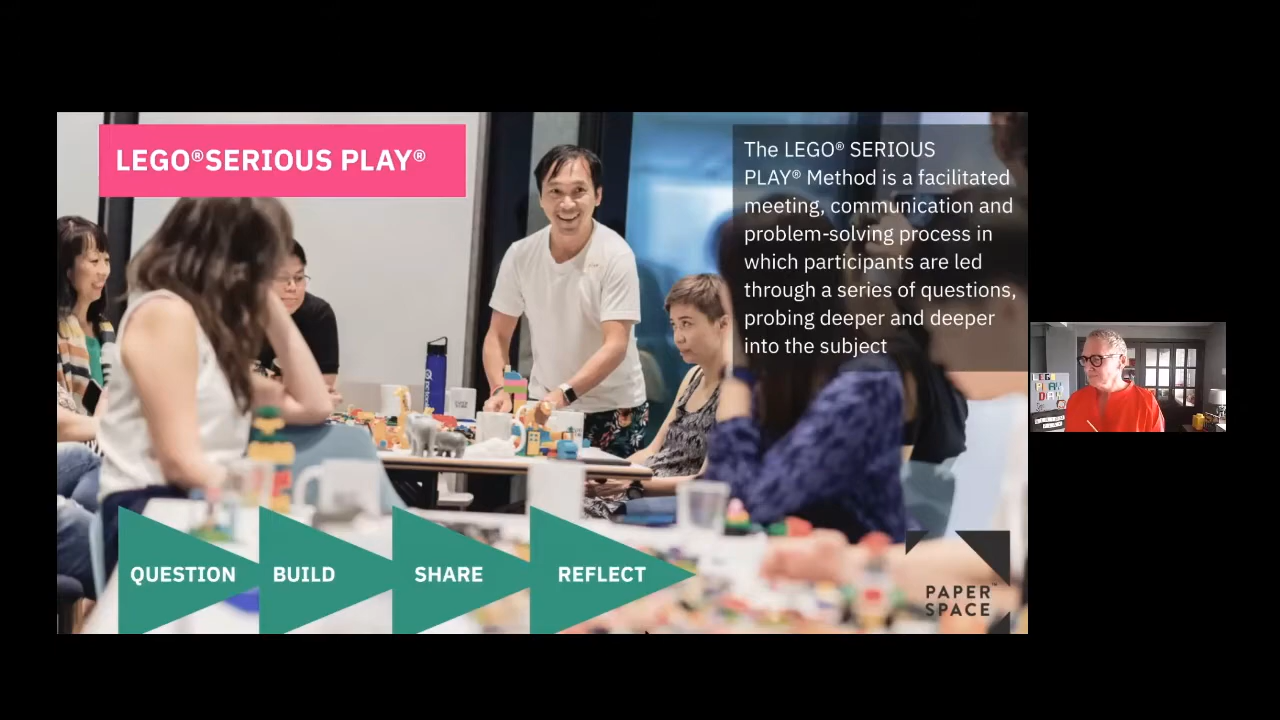 LEGO®SERIOUS PLAY®
The LEGO® SERIOUS
PLAY® Method is a facilitated
meeting, communication and
problem-solving process in
which participants are led
through a series of questions,
probing deeper and deeper
into the subject
QUESTION
BUILD
SHARE
REFLECT
PAPER™
SPACE